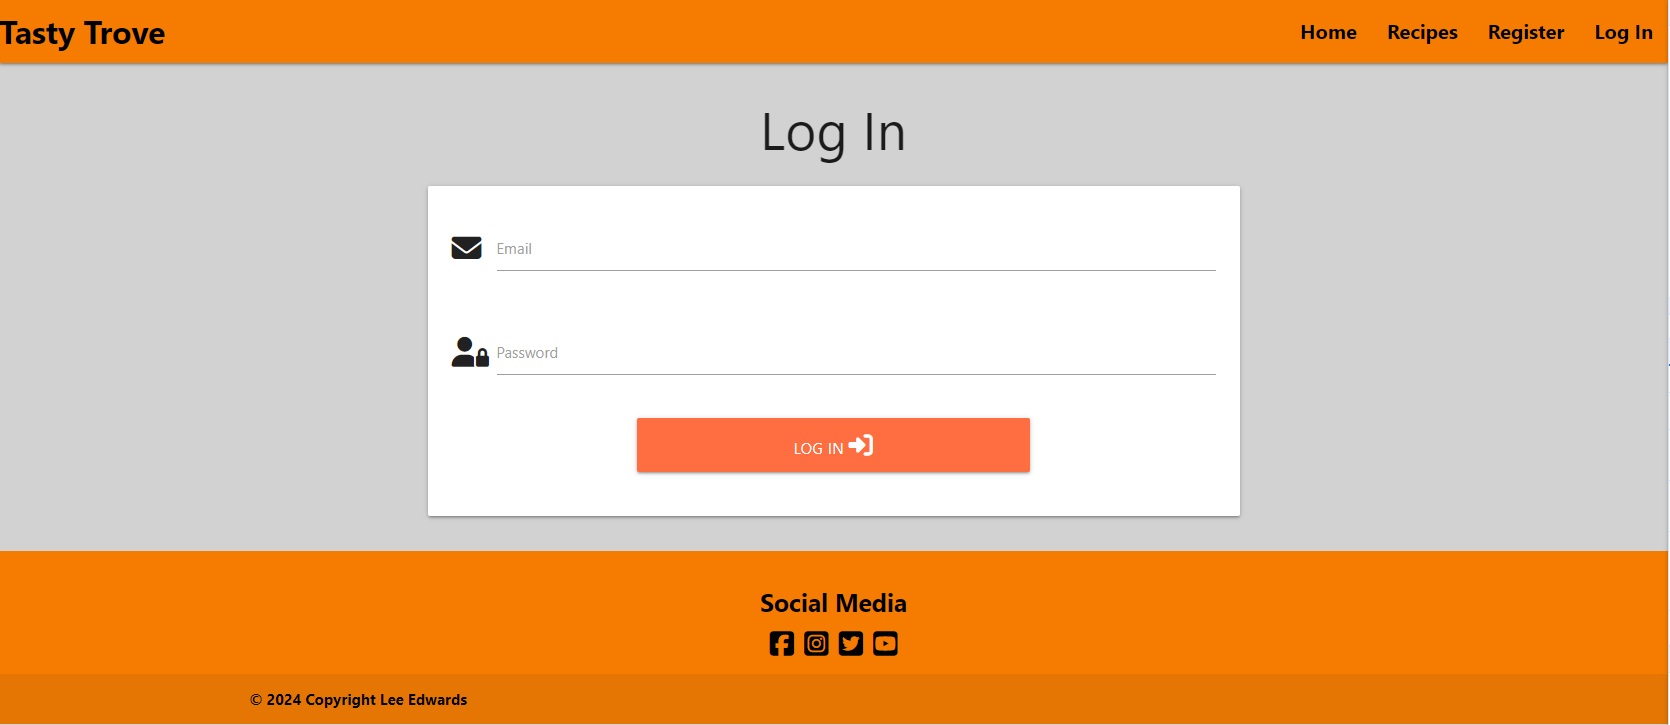 Tasty Trove
Home Recipes Register Log In
Log In
Email
Password
LOG IN
Social Media
© 2024 Copyright Lee Edwards